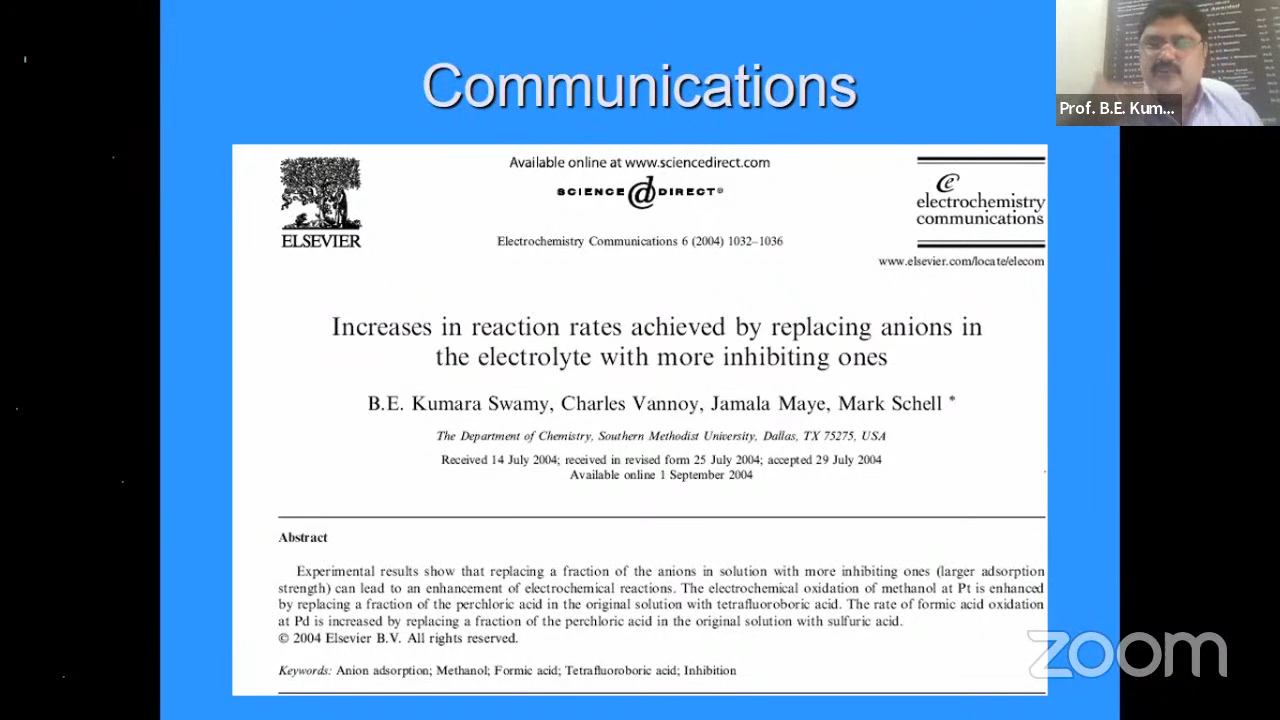 Communications
Prof. B.E. Kum...
Available online at www.sciencedirect.com
SCIENCE @ DIRECT®
ELSEVIER
electrochemistry
communications
Electrochemistry Communications 6 (2004) 1032–1036
www.elsevier.com/locate/elecom
Increases in reaction rates achieved by replacing anions in
the electrolyte with more inhibiting ones
B.E. Kumara Swamy, Charles Vannoy, Jamala Maye, Mark Schell *
The Department of Chemistry, Southern Methodist University, Dallas, TX 75275, USA
Received 14 July 2004; received in revised form 25 July 2004; accepted 29 July 2004
Available online 1 September 2004
Abstract
Experimental results show that replacing a fraction of the anions in solution with more inhibiting ones (larger adsorption
strength) can lead to an enhancement of electrochemical reactions. The electrochemical oxidation of methanol at Pt is enhanced
by replacing a fraction of the perchloric acid in the original solution with tetrafluoroboric acid. The rate of formic acid oxidation
at Pd is increased by replacing a fraction of the perchloric acid in the original solution with sulfuric acid.
© 2004 Elsevier B.V. All rights reserved.
Keywords: Anion adsorption; Methanol; Formic acid; Tetrafluoroboric acid; Inhibition
zoom